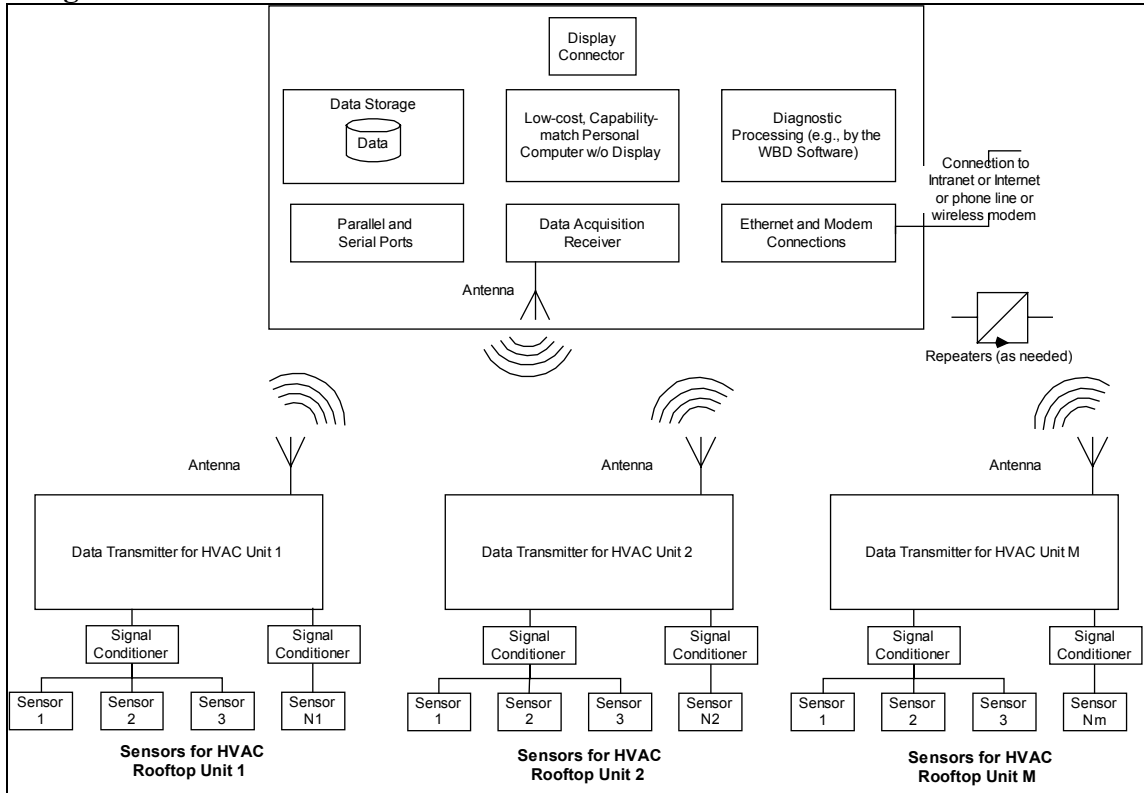 Display
Connector
Data Storage
Data
Low-cost, Capability-
match Personal
Computer w/o Display
Diagnostic
Processing (e.g., by the
WBD Software)
Connection to
Intranet or Internet
or phone line or
wireless modem
Parallel and
Serial Ports
Data Acquisition
Receiver
Ethernet and Modem
Connections
Antenna
Repeaters (as needed)
Antenna
Antenna
Antenna
Data Transmitter for HVAC Unit 1
Data Transmitter for HVAC Unit 2
Data Transmitter for HVAC Unit M
Signal
Conditioner
Signal
Conditioner
Signal
Conditioner
Signal
Conditioner
Signal
Conditioner
Signal
Conditioner
Sensor
1
Sensor
2
Sensor
3
Sensor
N1
Sensor
1
Sensor
2
Sensor
3
Sensor
N2
Sensor
1
Sensor
2
Sensor
3
Sensor
Nm
Sensors for HVAC
Rooftop Unit 1
Sensors for HVAC
Rooftop Unit 2
Sensors for HVAC
Rooftop Unit M